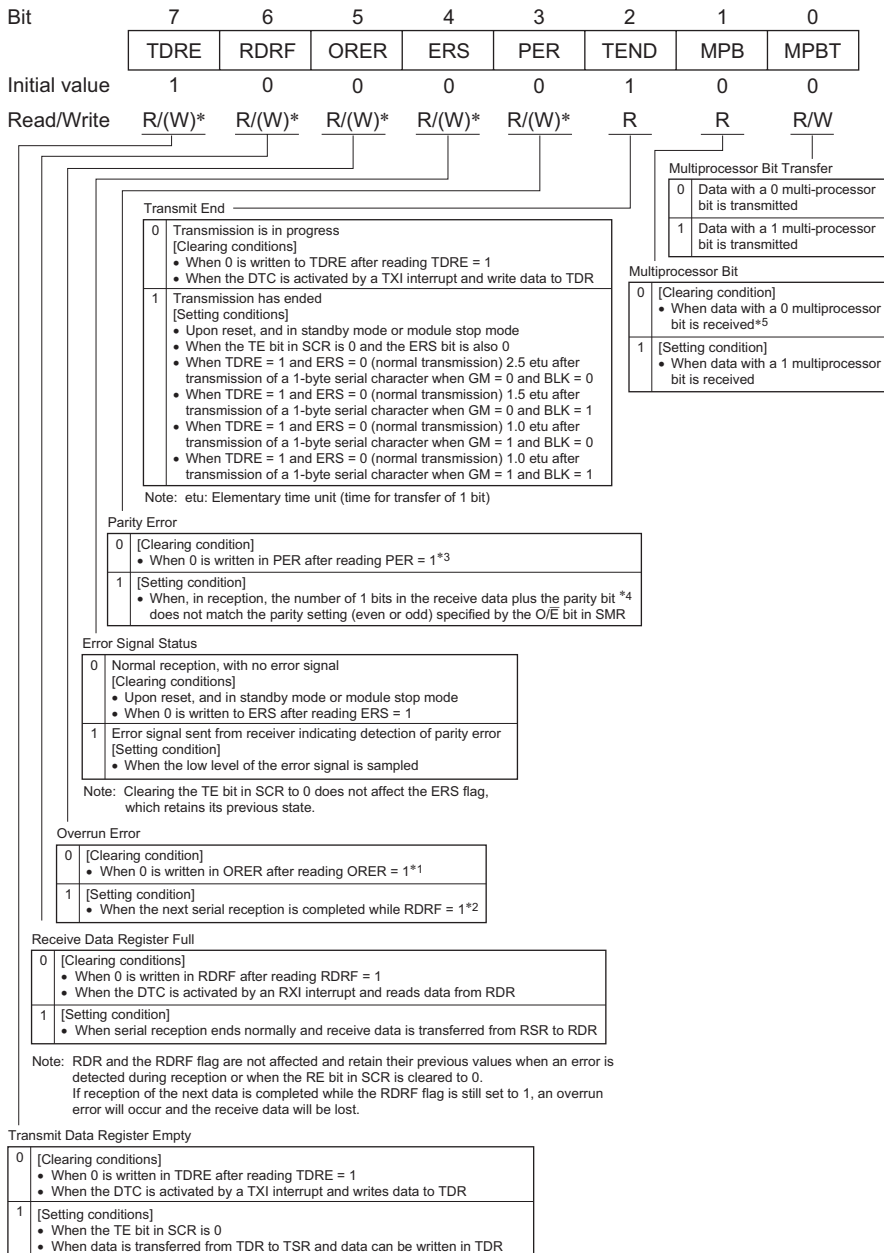 Bit 7 6 5 4 3 2 1 0
TDRE RDRF ORER ERS PER TEND MPB MPBT
Initial value 1 0 0 0 0 1 0 0
Read/Write R/(W)* R/(W)* R/(W)* R/(W)* R/(W)* R R R/W
Multiprocessor Bit Transfer
0 Data with a 0 multi-processor
bit is transmitted
1 Data with a 1 multi-processor
bit is transmitted
Transmit End
0 Transmission is in progress
[Clearing conditions]
• When 0 is written to TDRE after reading TDRE = 1
• When the DTC is activated by a TXI interrupt and write data to TDR
1 Transmission has ended
[Setting conditions]
• Upon reset, and in standby mode or module stop mode
• When the TE bit in SCR is 0 and the ERS bit is also 0
• When TDRE = 1 and ERS = 0 (normal transmission) 2.5 etu after
transmission of a 1-byte serial character when GM = 0 and BLK = 0
• When TDRE = 1 and ERS = 0 (normal transmission) 1.5 etu after
transmission of a 1-byte serial character when GM = 0 and BLK = 1
• When TDRE = 1 and ERS = 0 (normal transmission) 1.0 etu after
transmission of a 1-byte serial character when GM = 1 and BLK = 0
• When TDRE = 1 and ERS = 0 (normal transmission) 1.0 etu after
transmission of a 1-byte serial character when GM = 1 and BLK = 1
Note: etu: Elementary time unit (time for transfer of 1 bit)
Multiprocessor Bit
0 [Clearing condition]
• When data with a 0 multiprocessor
bit is received*5
1 [Setting condition]
• When data with a 1 multiprocessor
bit is received
Parity Error
0 [Clearing condition]
• When 0 is written in PER after reading PER = 1*3
1 [Setting condition]
• When, in reception, the number of 1 bits in the receive data plus the parity bit *4
does not match the parity setting (even or odd) specified by the O/E̅ bit in SMR
Error Signal Status
0 Normal reception, with no error signal
[Clearing conditions]
• Upon reset, and in standby mode or module stop mode
• When 0 is written to ERS after reading ERS = 1
1 Error signal sent from receiver indicating detection of parity error
[Setting condition]
• When the low level of the error signal is sampled
Note: Clearing the TE bit in SCR to 0 does not affect the ERS flag,
which retains its previous state.
Overrun Error
0 [Clearing condition]
• When 0 is written in ORER after reading ORER = 1*1
1 [Setting condition]
• When the next serial reception is completed while RDRF = 1*2
Receive Data Register Full
0 [Clearing conditions]
• When 0 is written in RDRF after reading RDRF = 1
• When the DTC is activated by an RXI interrupt and reads data from RDR
1 [Setting condition]
• When serial reception ends normally and receive data is transferred from RSR to RDR
Note: RDR and the RDRF flag are not affected and retain their previous values when an error is
detected during reception or when the RE bit in SCR is cleared to 0.
If reception of the next data is completed while the RDRF flag is still set to 1, an overrun
error will occur and the receive data will be lost.
Transmit Data Register Empty
0 [Clearing conditions]
• When 0 is written in TDRE after reading TDRE = 1
• When the DTC is activated by a TXI interrupt and writes data to TDR
1 [Setting conditions]
• When the TE bit in SCR is 0
• When data is transferred from TDR to TSR and data can be written in TDR